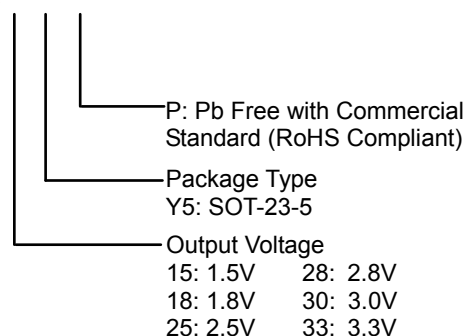 P: Pb Free with Commercial
Standard (RoHS Compliant)
Package Type
Y5: SOT-23-5
Output Voltage
15: 1.5V 28: 2.8V
18: 1.8V 30: 3.0V
25: 2.5V 33: 3.3V